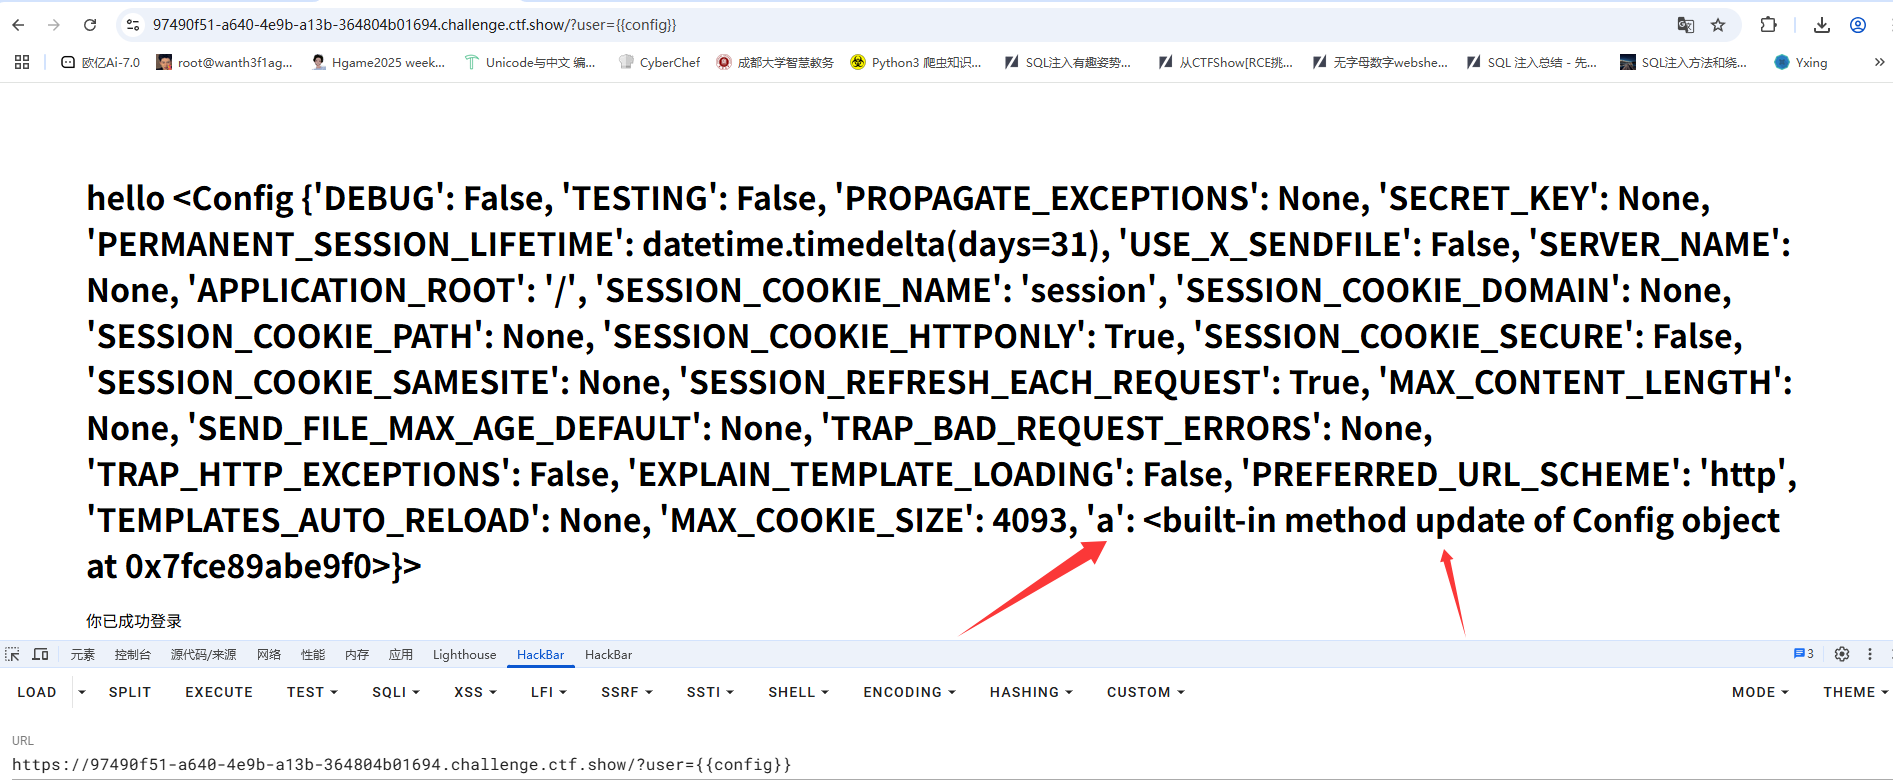 97490f51-a640-4e9b-a13b-364804b01694.challenge.ctf.show/?user={{config}}
欧亿Ai-7.0 root@wanth3f1ag... Hgame2025 week... Unicode与中文 编... CyberChef 成都大学智慧教务 Python3 爬虫知识... SQL注入有趣姿势... 从CTFShow[RCE挑... 无字母数字webshe... SQL 注入总结 - 先... SQL注入方法和绕... Yxing »
hello <Config {'DEBUG': False, 'TESTING': False, 'PROPAGATE_EXCEPTIONS': None, 'SECRET_KEY': None,
'PERMANENT_SESSION_LIFETIME': datetime.timedelta(days=31), 'USE_X_SENDFILE': False, 'SERVER_NAME':
None, 'APPLICATION_ROOT': '/', 'SESSION_COOKIE_NAME': 'session', 'SESSION_COOKIE_DOMAIN': None,
'SESSION_COOKIE_PATH': None, 'SESSION_COOKIE_HTTPONLY': True, 'SESSION_COOKIE_SECURE': False,
'SESSION_COOKIE_SAMESITE': None, 'SESSION_REFRESH_EACH_REQUEST': True, 'MAX_CONTENT_LENGTH':
None, 'SEND_FILE_MAX_AGE_DEFAULT': None, 'TRAP_BAD_REQUEST_ERRORS': None,
'TRAP_HTTP_EXCEPTIONS': False, 'EXPLAIN_TEMPLATE_LOADING': False, 'PREFERRED_URL_SCHEME': 'http',
'TEMPLATES_AUTO_RELOAD': None, 'MAX_COOKIE_SIZE': 4093, 'a': <built-in method update of Config object
at 0x7fce89abe9f0>}>
你已成功登录
元素 控制台 源代码/来源 网络 性能 内存 应用 Lighthouse HackBar HackBar 3
LOAD SPLIT EXECUTE TEST SQLI XSS LFI SSRF SSTI SHELL ENCODING HASHING CUSTOM MODE THEME
URL
https://97490f51-a640-4e9b-a13b-364804b01694.challenge.ctf.show/?user={{config}}